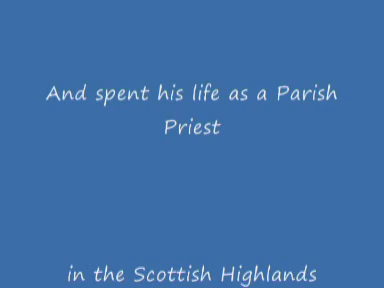 And spent his life as a Parish
Priest
in the Scottish Highlands